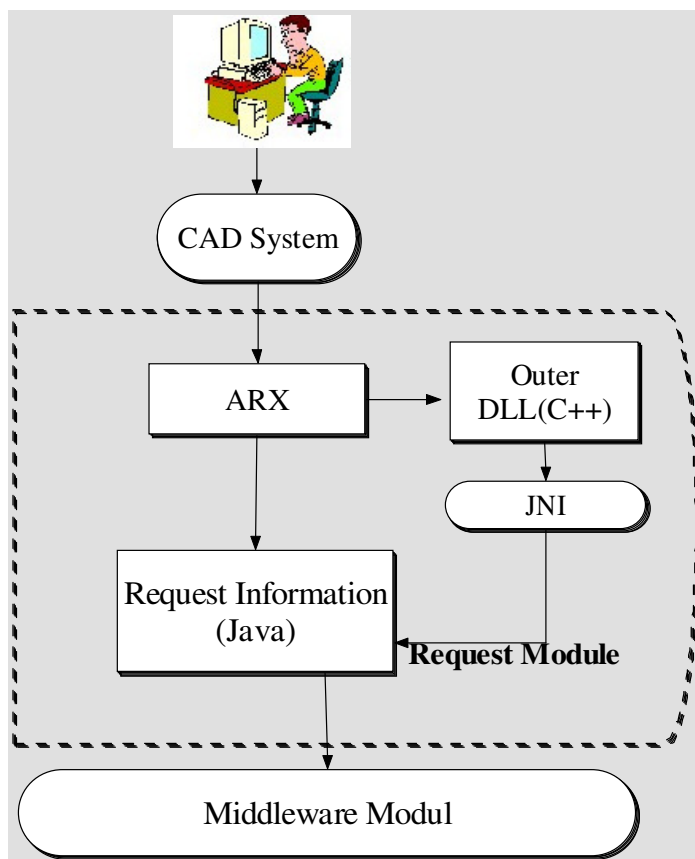 CAD System
ARX
Outer
DLL(C++)
JNI
Request Information
(Java)
Request Module
Middleware Modul